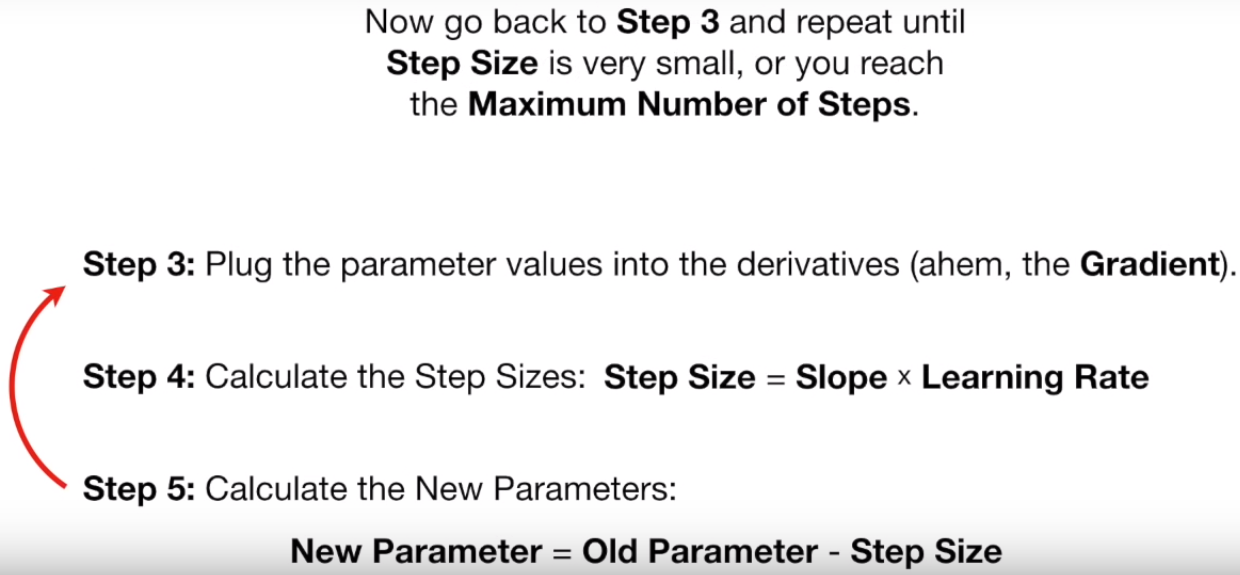 Now go back to Step 3 and repeat until
Step Size is very small, or you reach
the Maximum Number of Steps.
Step 3: Plug the parameter values into the derivatives (ahem, the Gradient).
Step 4: Calculate the Step Sizes: Step Size = Slope × Learning Rate
Step 5: Calculate the New Parameters:
New Parameter = Old Parameter - Step Size